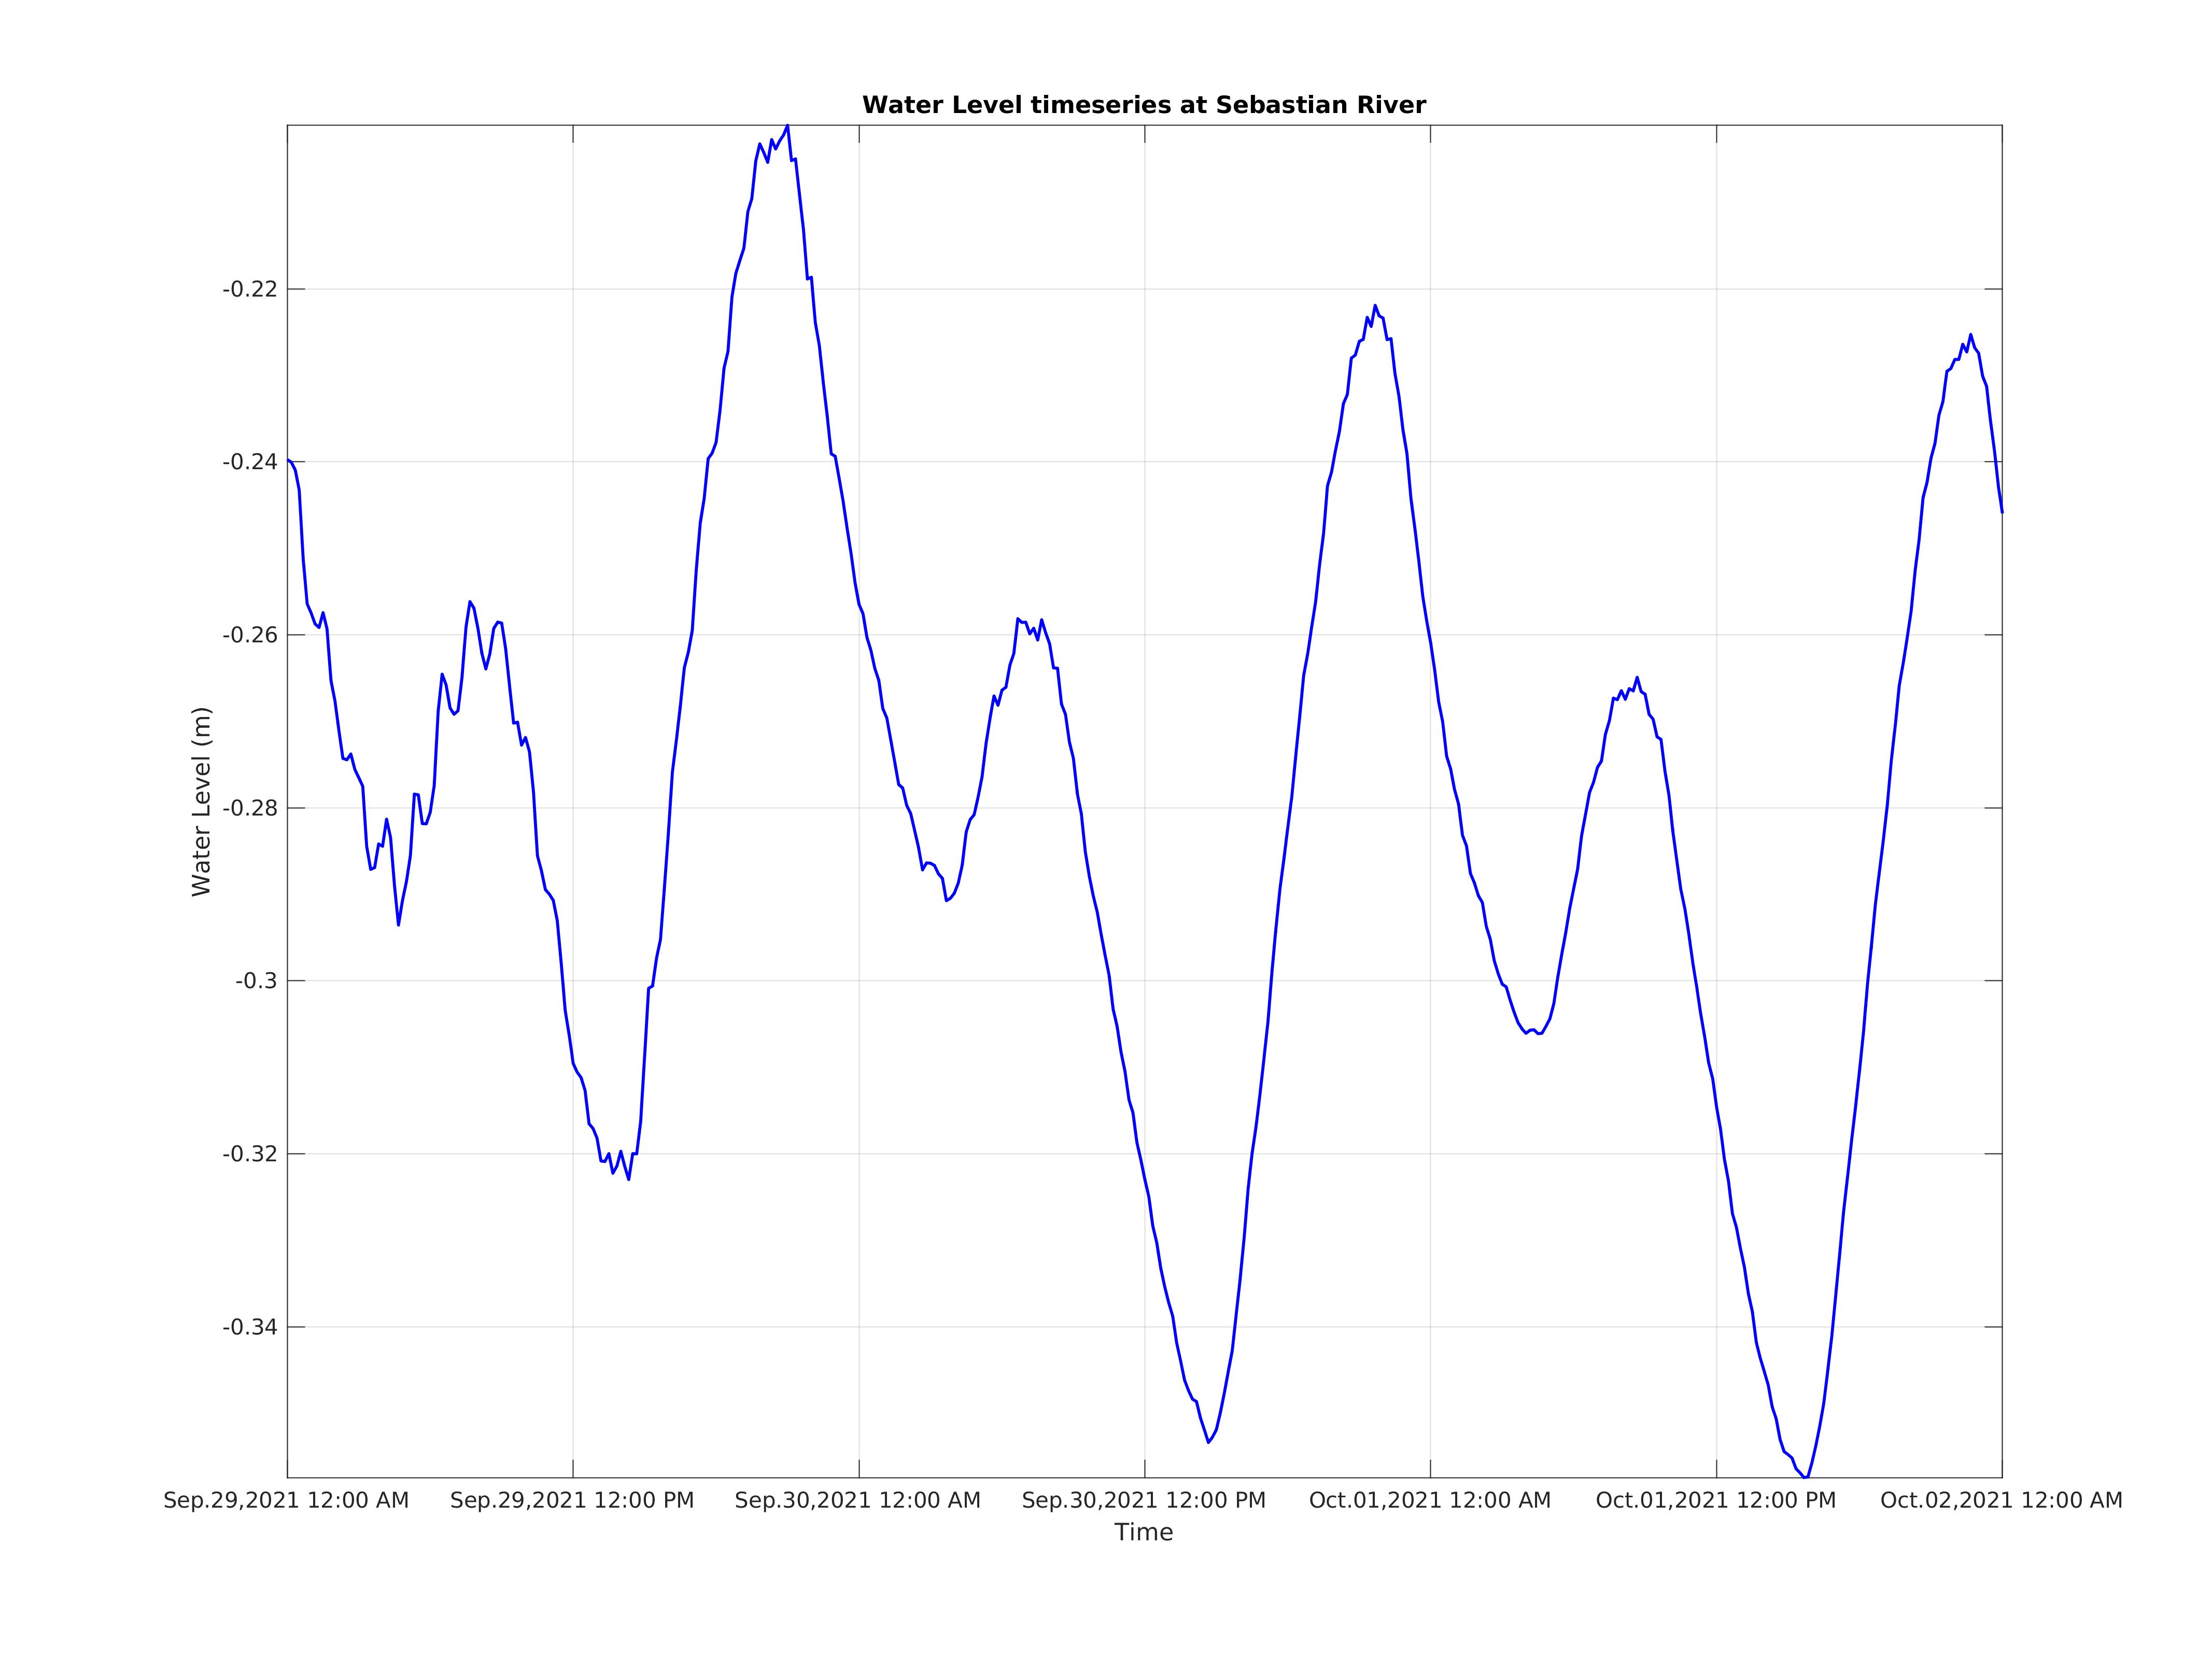 Water Level timeseries at Sebastian River
-0.22
-0.24
-0.26
-0.28
-0.3
-0.32
-0.34
Water Level (m)
Sep.29,2021 12:00 AM
Sep.29,2021 12:00 PM
Sep.30,2021 12:00 AM
Sep.30,2021 12:00 PM
Oct.01,2021 12:00 AM
Oct.01,2021 12:00 PM
Oct.02,2021 12:00 AM
Time